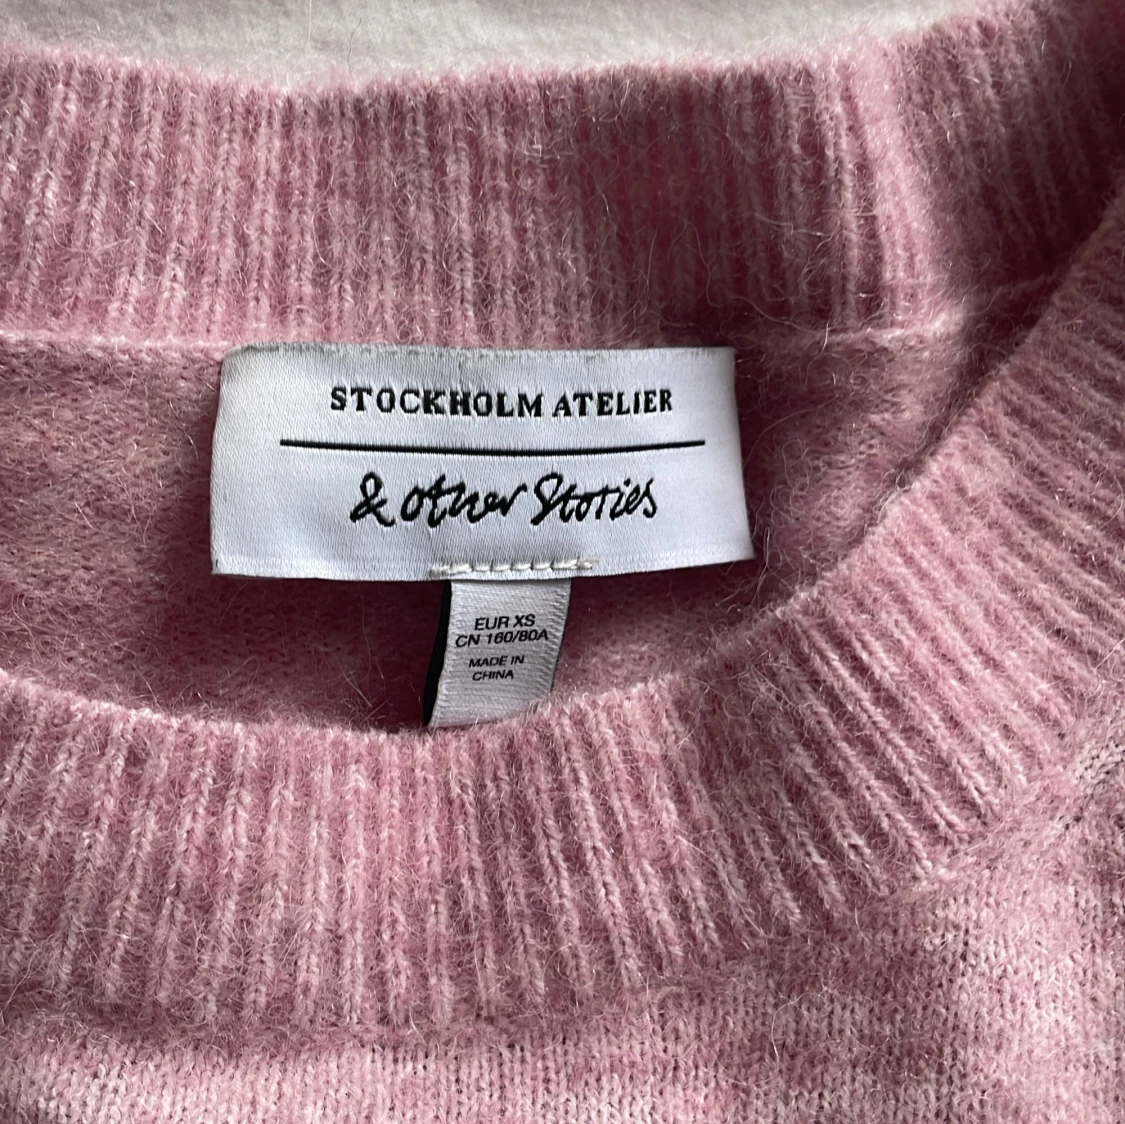 STOCKHOLM ATELIER
& other Stories
EUR XS
CN 160/80A
MADE IN
CHINA